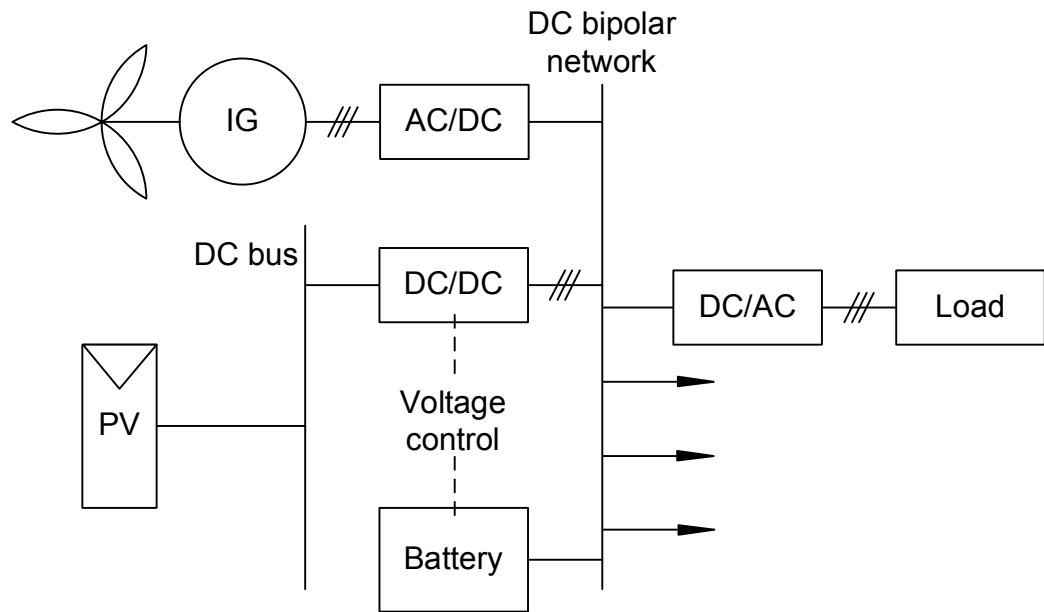 DC bipolar
network
IG
AC/DC
DC bus
DC/DC
DC/AC
Load
PV
Voltage
control
Battery